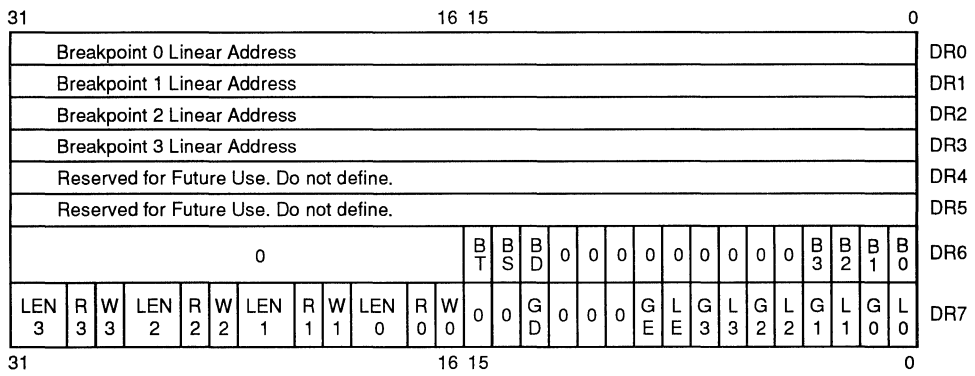 31 16 15 0
Breakpoint 0 Linear Address DR0
Breakpoint 1 Linear Address DR1
Breakpoint 2 Linear Address DR2
Breakpoint 3 Linear Address DR3
Reserved for Future Use. Do not define. DR4
Reserved for Future Use. Do not define. DR5
0 BT BS BD 0 0 0 0 0 0 0 0 0 B3 B2 B1 B0 DR6
LEN 3 R3 W3 LEN 2 R2 W2 LEN 1 R1 W1 LEN 0 R0 W0 0 0 GD 0 0 0 GE LE G3 L3 G2 L2 G1 L1 G0 L0 DR7
31 16 15 0